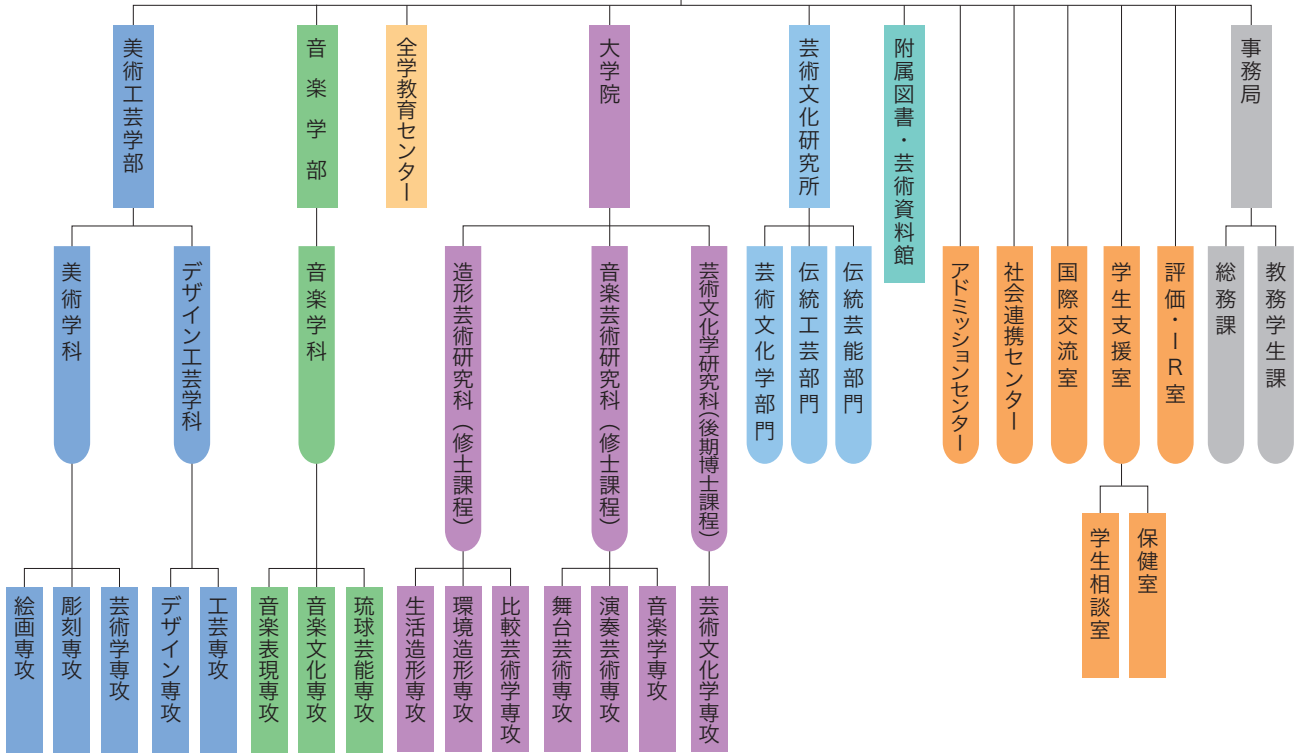 美術工芸学部
音楽学部
全学教育センター
大学院
芸術文化研究所
附属図書・芸術資料館
事務局
美術学科
デザイン工芸学科
音楽学科
造形芸術研究科（修士課程）
音楽芸術研究科（修士課程）
芸術文化学研究科（後期博士課程）
芸術文化学部門
伝統工芸部門
伝統芸能部門
アドミッションセンター
社会連携センター
国際交流室
学生支援室
評価・IR室
総務課
教務学生課
学生相談室
保健室
絵画専攻
彫刻専攻
芸術学専攻
デザイン専攻
工芸専攻
音楽表現専攻
音楽文化専攻
琉球芸能専攻
生活造形専攻
環境造形専攻
比較芸術学専攻
舞台芸術専攻
演奏芸術専攻
音楽学専攻
芸術文化学専攻